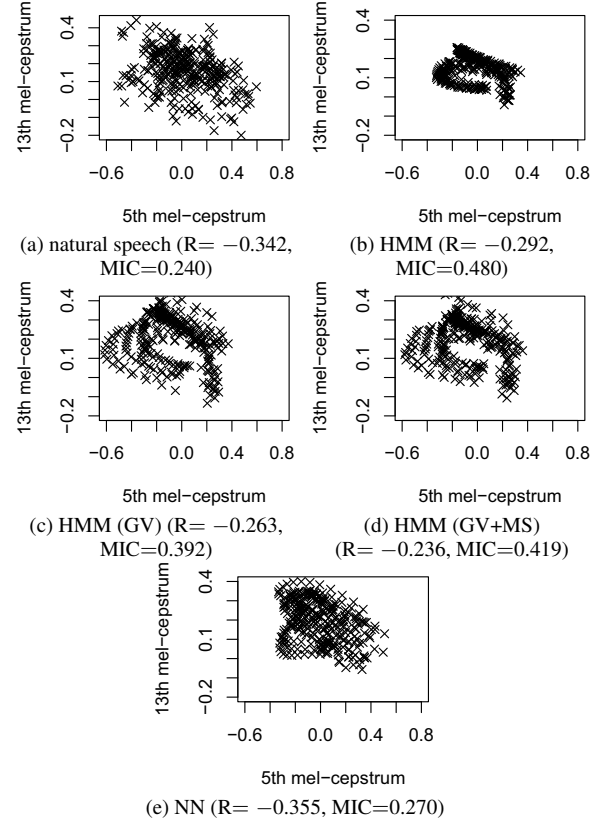 13th mel−cepstrum
0.4
0.1
−0.2
−0.6 0.0 0.4 0.8
5th mel−cepstrum
(a) natural speech (R= −0.342,
MIC=0.240)
13th mel−cepstrum
0.4
0.1
−0.2
−0.6 0.0 0.4 0.8
5th mel−cepstrum
(b) HMM (R= −0.292,
MIC=0.480)
13th mel−cepstrum
0.4
0.1
−0.2
−0.6 0.0 0.4 0.8
5th mel−cepstrum
(c) HMM (GV) (R= −0.263,
MIC=0.392)
13th mel−cepstrum
0.4
0.1
−0.2
−0.6 0.0 0.4 0.8
5th mel−cepstrum
(d) HMM (GV+MS)
(R= −0.236, MIC=0.419)
13th mel−cepstrum
0.4
0.1
−0.2
−0.6 0.0 0.4 0.8
5th mel−cepstrum
(e) NN (R= −0.355, MIC=0.270)